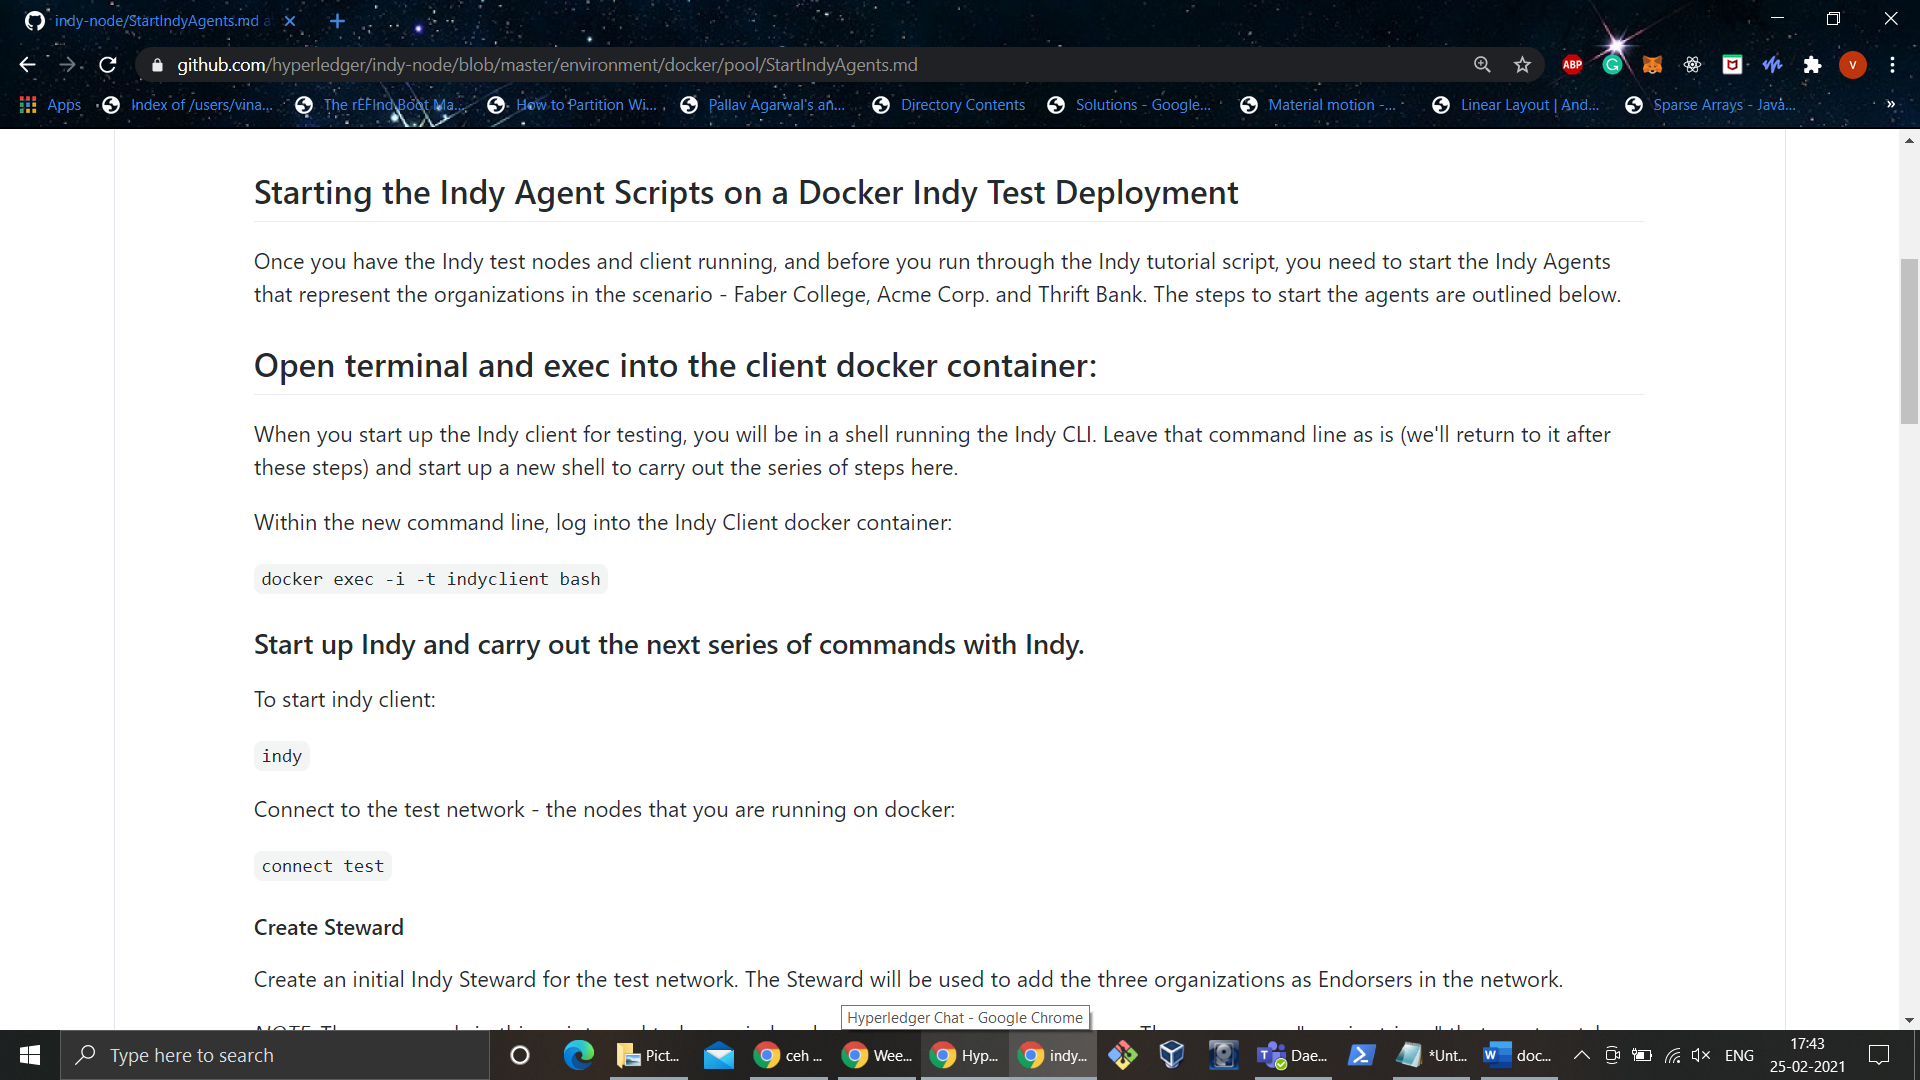 indy-node/StartIndyAgents.md a
github.com/hyperledger/indy-node/blob/master/environment/docker/pool/StartIndyAgents.md
ABP
V
Apps
Index of /users/vina...
The rEFInd Boot Ma...
How to Partition Wi...
Pallav Agarwal's an...
Directory Contents
Solutions - Google...
Material motion -...
Linear Layout | And...
Sparse Arrays - Java...
»
Starting the Indy Agent Scripts on a Docker Indy Test Deployment
Once you have the Indy test nodes and client running, and before you run through the Indy tutorial script, you need to start the Indy Agents
that represent the organizations in the scenario - Faber College, Acme Corp. and Thrift Bank. The steps to start the agents are outlined below.
Open terminal and exec into the client docker container:
When you start up the Indy client for testing, you will be in a shell running the Indy CLI. Leave that command line as is (we'll return to it after
these steps) and start up a new shell to carry out the series of steps here.
Within the new command line, log into the Indy Client docker container:
docker exec -i -t indyclient bash
Start up Indy and carry out the next series of commands with Indy.
To start indy client:
indy
Connect to the test network - the nodes that you are running on docker:
connect test
Create Steward
Create an initial Indy Steward for the test network. The Steward will be used to add the three organizations as Endorsers in the network.
Hyperledger Chat - Google Chrome
Type here to search
Pict...
ceh ...
Wee...
Hyp...
indy...
Dae...
*Unt...
doc...
ENG
17:43
25-02-2021